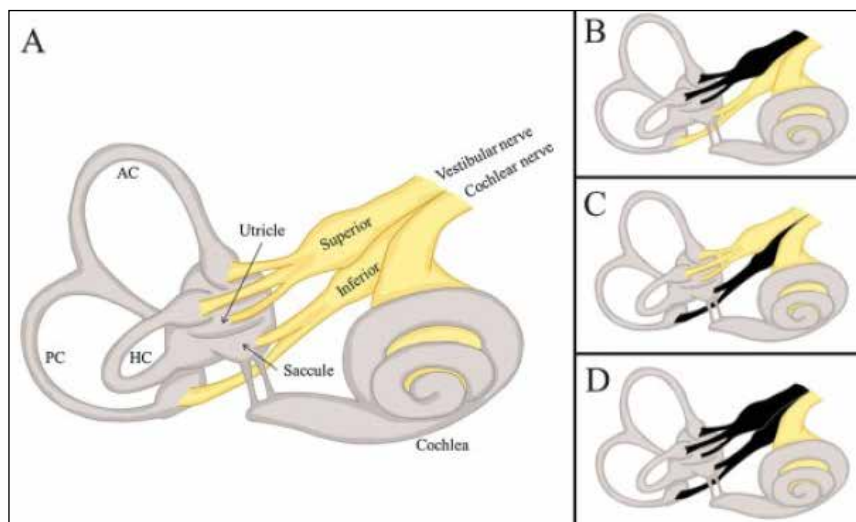 A
AC
Utricle
Superior
Vestibular nerve
Cochlear nerve
Inferior
PC
HC
Saccule
Cochlea
B
C
D